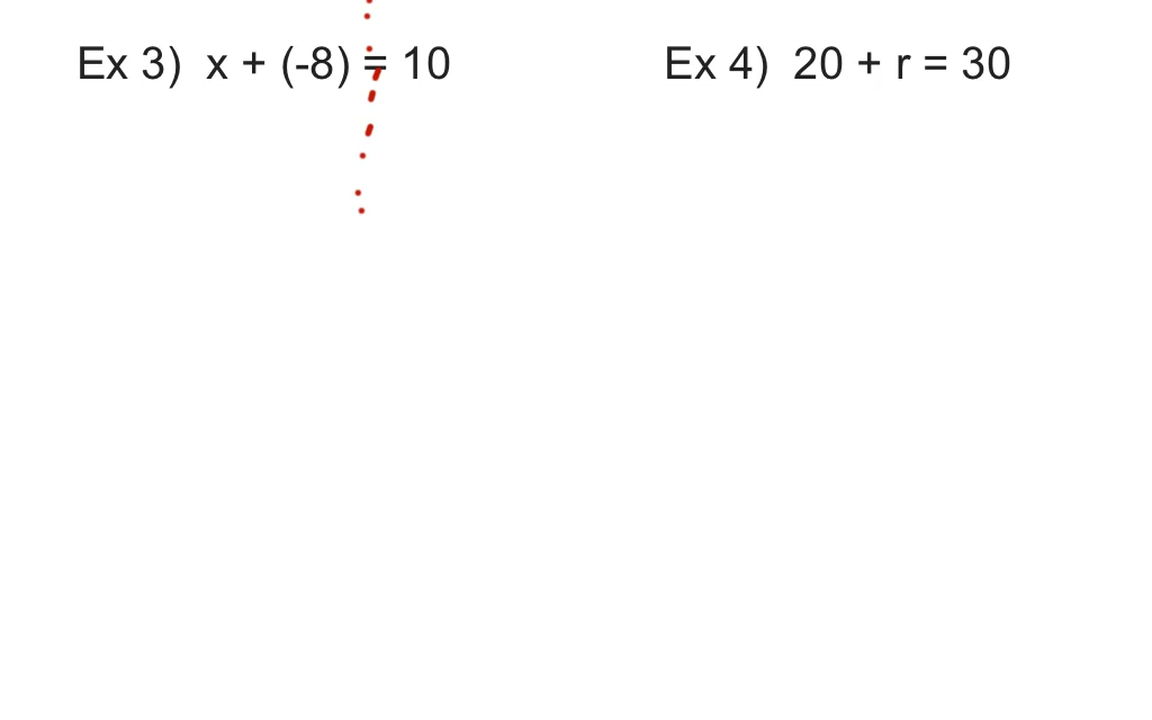 Ex 3) x + (-8) = 10
Ex 4) 20 + r = 30